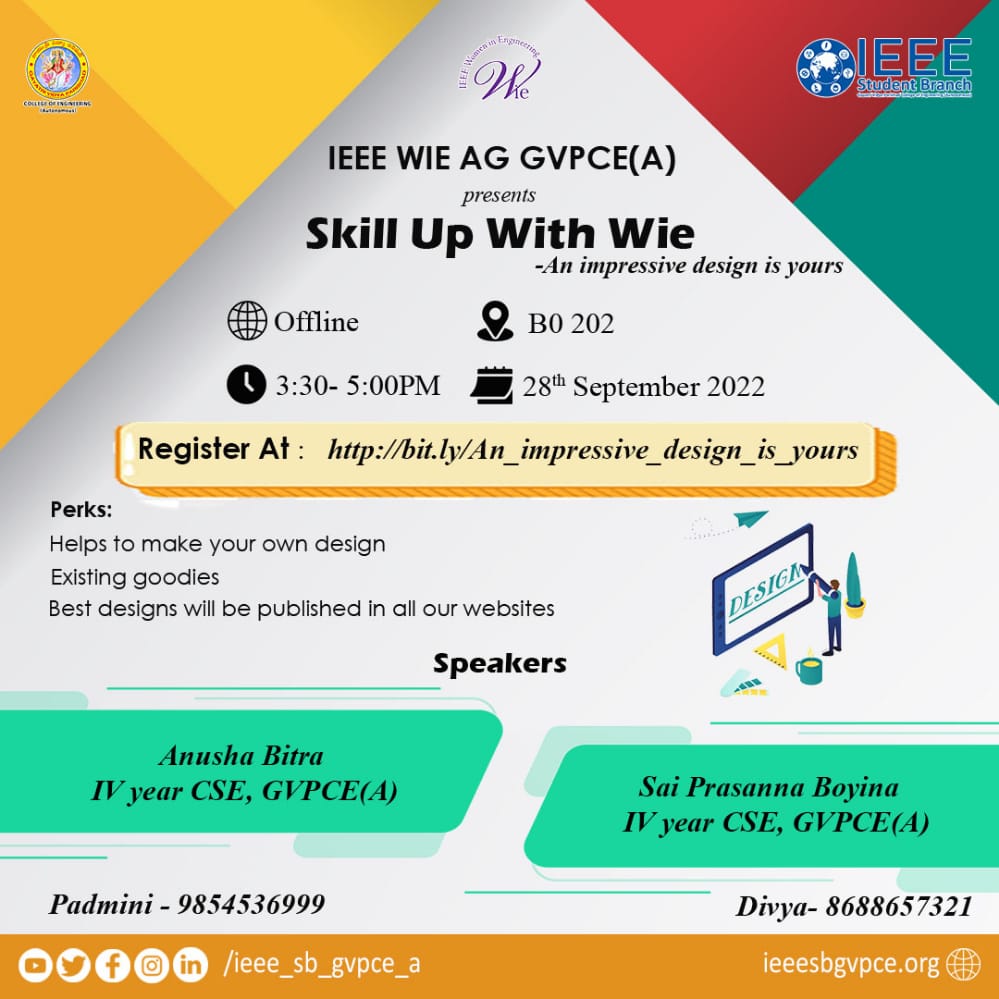 COLLEGE OF ENGINEERING
(Autonomous)
IEEE Women in Engineering
Wie
IEEE
Student Branch
IEEE WIE AG GVPCE(A)
presents
Skill Up With Wie
-An impressive design is yours
Offline
B0 202
3:30- 5:00PM
28th September 2022
Register At : http://bit.ly/An_impressive_design_is_yours
Perks:
Helps to make your own design
Existing goodies
Best designs will be published in all our websites
DESIGN
Speakers
Anusha Bitra
IV year CSE, GVPCE(A)
Sai Prasanna Boyina
IV year CSE, GVPCE(A)
Padmini - 9854536999
Divya- 8688657321
/ieee_sb_gvpce_a
ieeesbgvpce.org